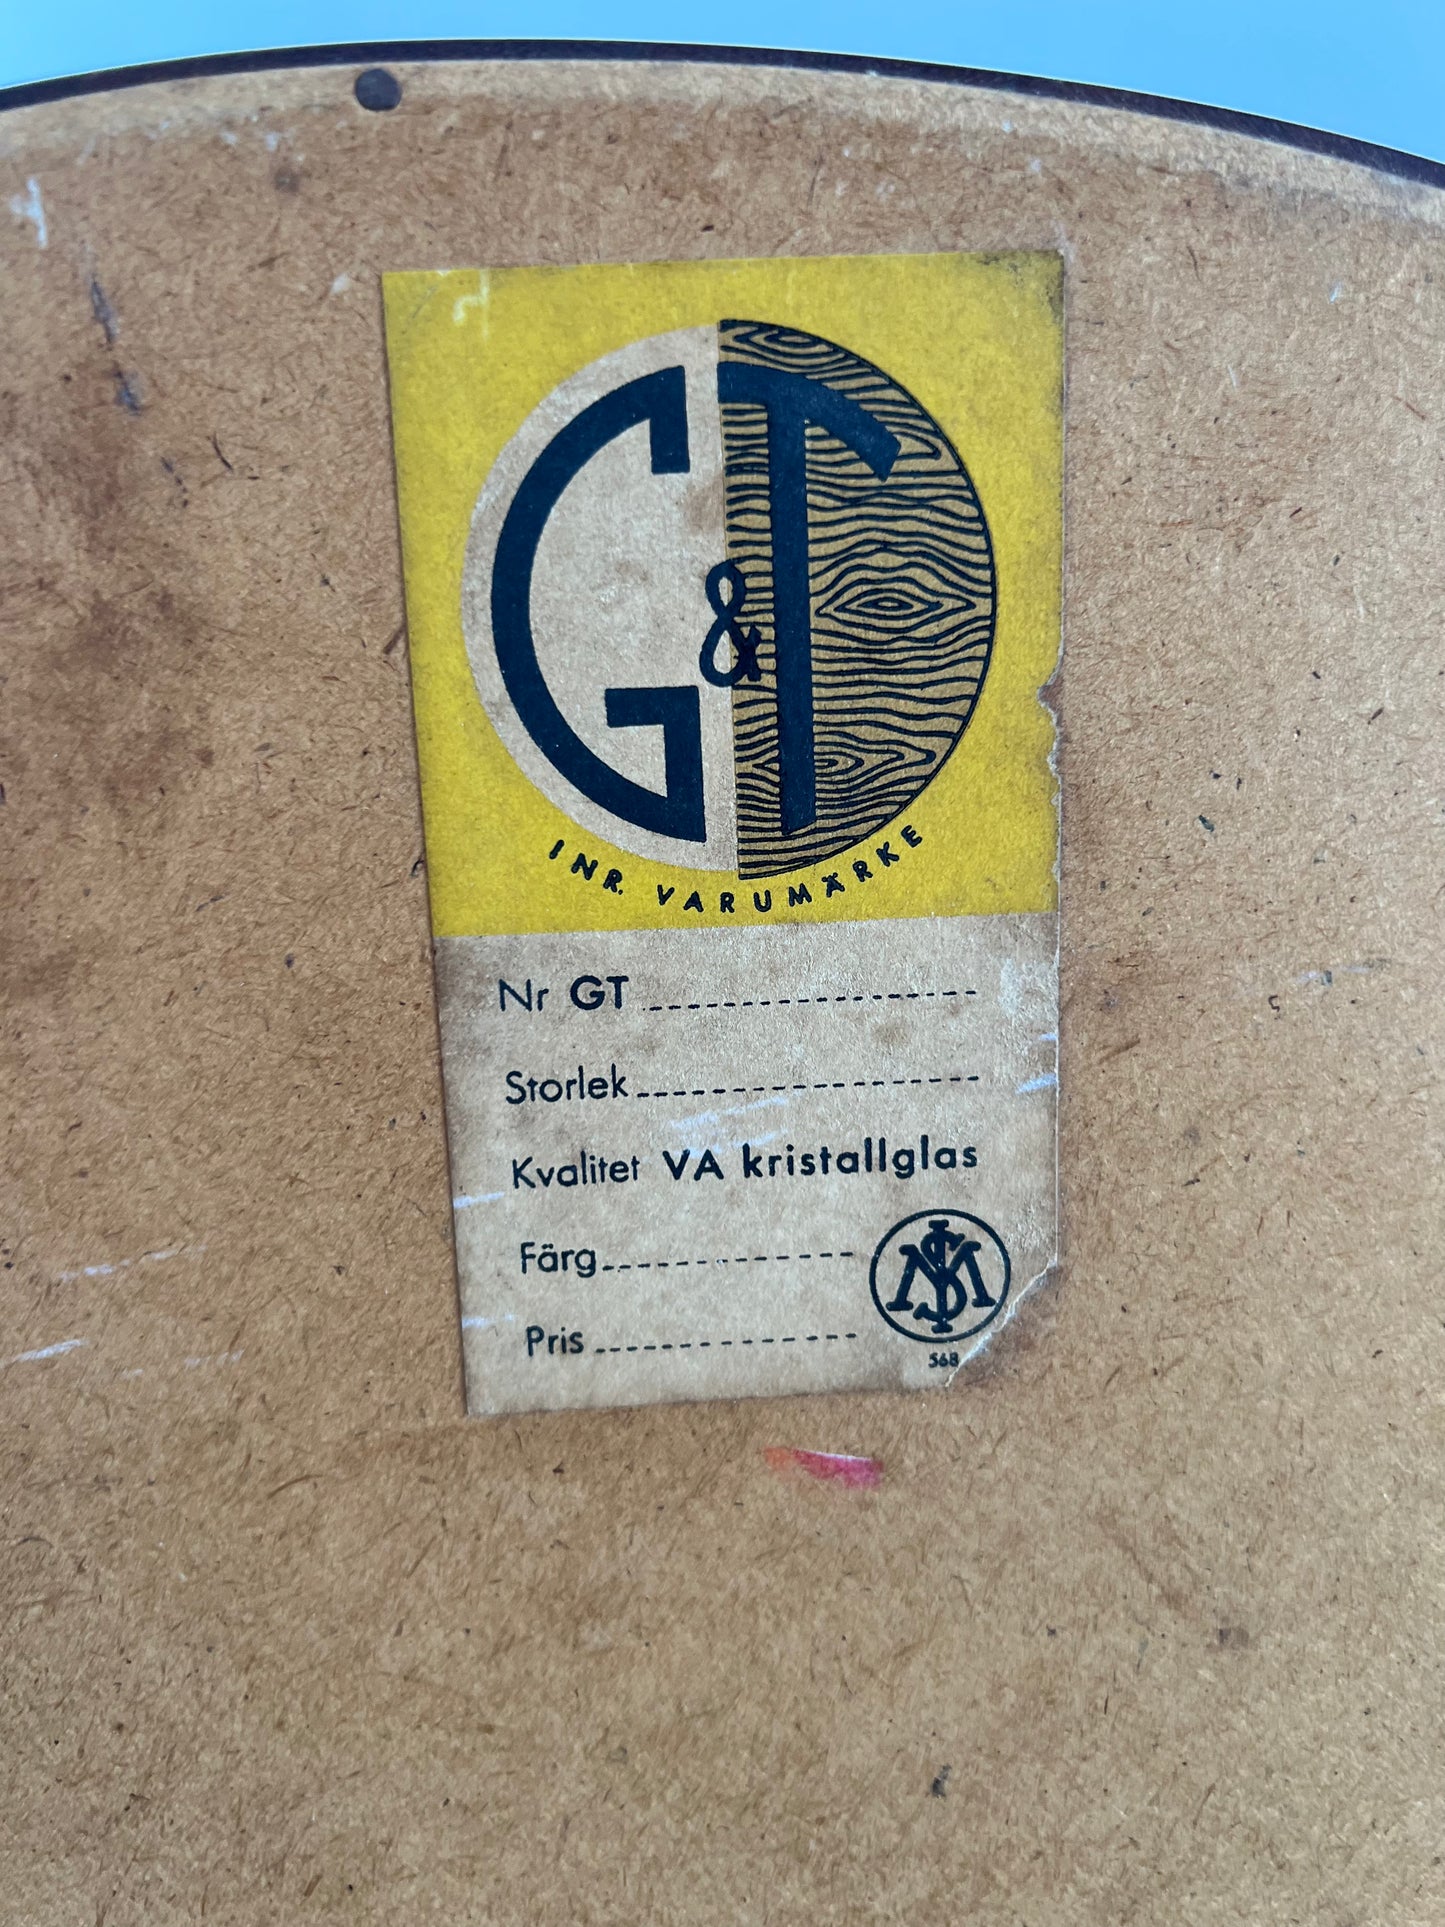 G&T
INR. VARUMÄRKE
Nr GT
Storlek
Kvalitet VA kristallglas
Färg
Pris
568